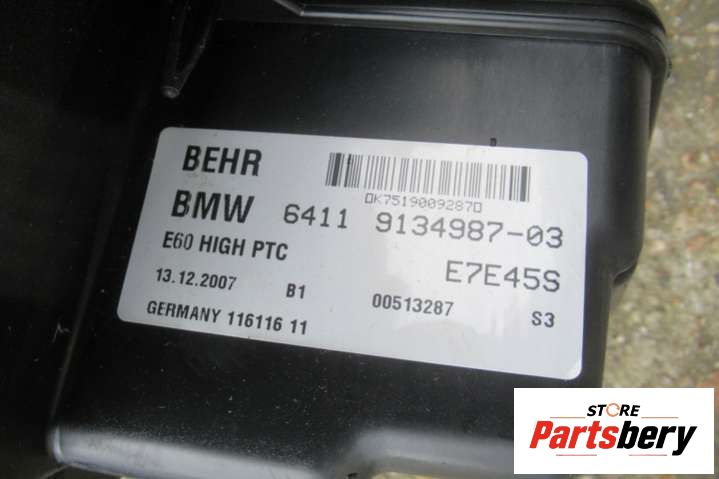 BEHR
□K7519009287□
BMW 6411 9134987-03
E60 HIGH PTC
E7E45S
13.12.2007 B1 00513287 S3
GERMANY 116116 11
STORE
Partsbery